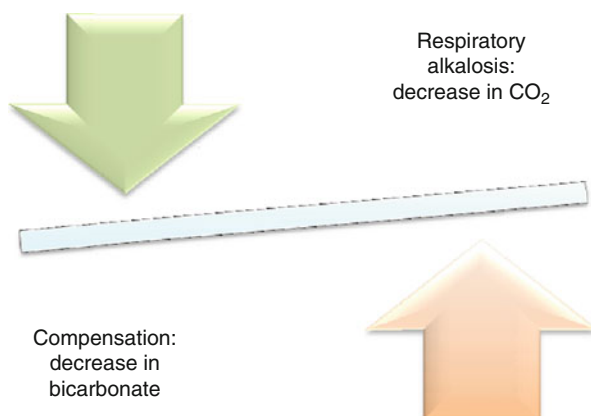 Respiratory
alkalosis:
decrease in CO₂
Compensation:
decrease in
bicarbonate